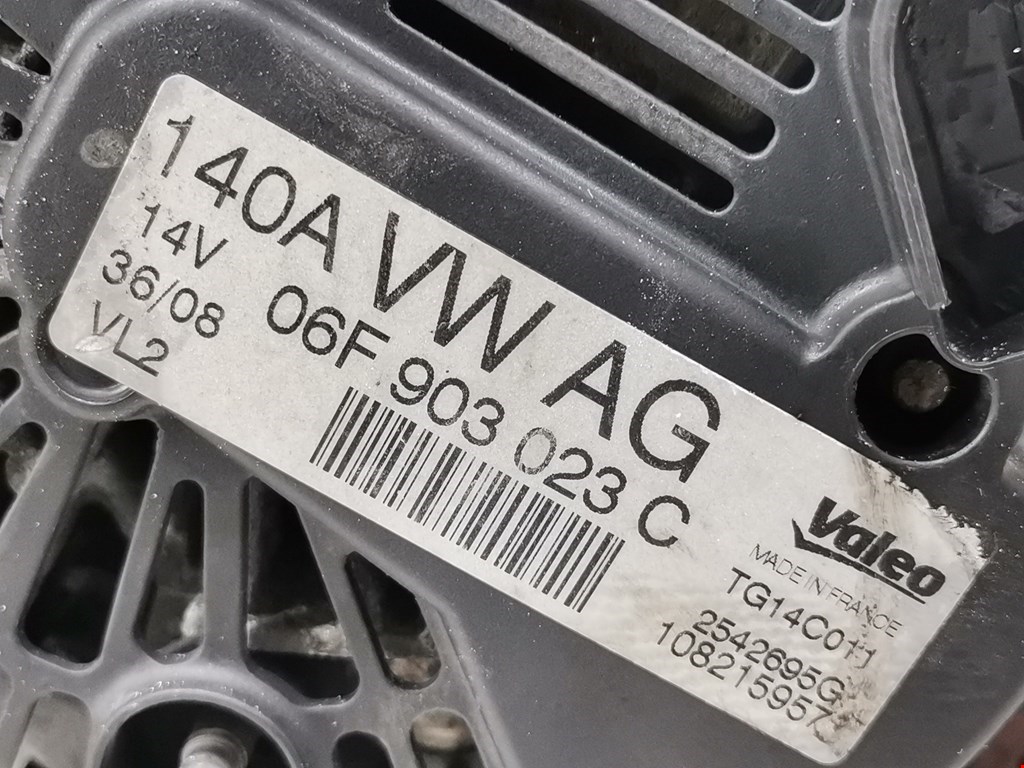 140A VW AG
14V 06F 903 023 C
36/08
VL2
Valeo
MADE IN FRANCE
TG14C011
2542695G
108215957